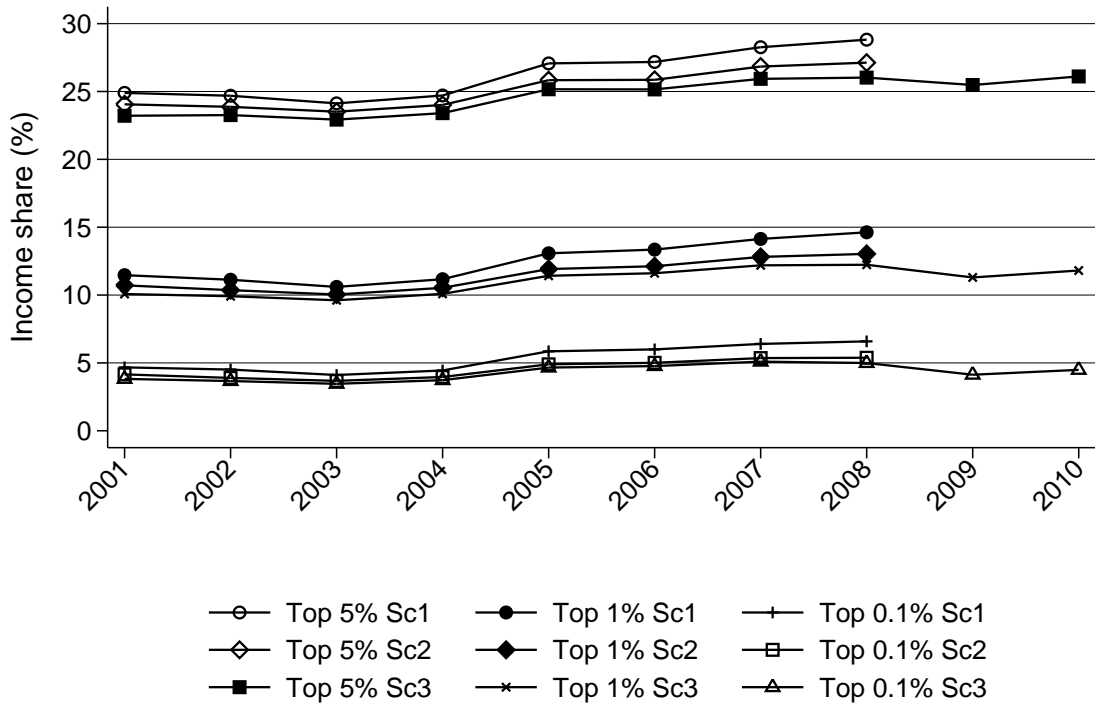 30
25
20
15
10
5
0
Income share (%)
2001
2002
2003
2004
2005
2006
2007
2008
2009
2010
Top 5% Sc1
Top 1% Sc1
Top 0.1% Sc1
Top 5% Sc2
Top 1% Sc2
Top 0.1% Sc2
Top 5% Sc3
Top 1% Sc3
Top 0.1% Sc3